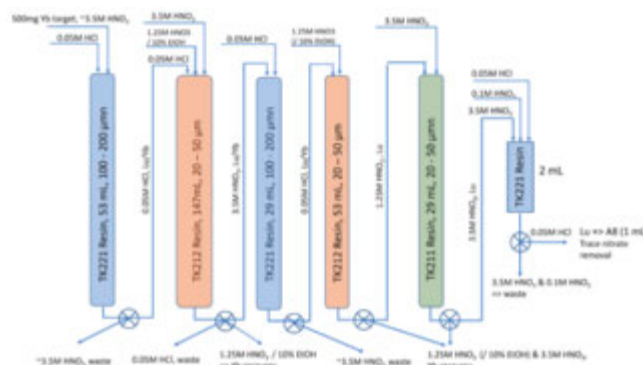 500mg Yb target, ~3.5M HNO₃
0.05M HCl
3.5M HNO₃
1.25M HNO3
/ 10% EtOH
0.05M HCl
0.05M HCl
1.25M HNO3
(/ 10% EtOH)
3.5M HNO₃
0.05M HCl
0.1M HNO₃
3.5M HNO₃
TK221 Resin, 53 mL, 100 - 200 µmn
0.05M HCl, Lu/Yb
TK212 Resin, 147mL, 20 – 50 µm
3.5M HNO₃, Lu/Yb
TK221 Resin, 29 mL, 100 - 200 µm
0.05M HCl, Lu/Yb
TK212 Resin, 53 mL, 20 – 50 µm
1.25M HNO₃, Lu
TK211 Resin, 29 mL, 20 - 50 µm
3.5M HNO₃, Lu
TK221 Resin
2 mL
0.05M HCl
Lu => A8 (1 mL
Trace nitrate
removal
3.5M HNO₃ & 0.1M HNO₃
=> waste
~3.5M HNO₃ waste
0.05M HCl, waste
1.25M HNO₃ / 10% EtOH
~3.5M HNO₃ waste
1.25M HNO₃ (/ 10% EtOH) & 3.5M HNO₃